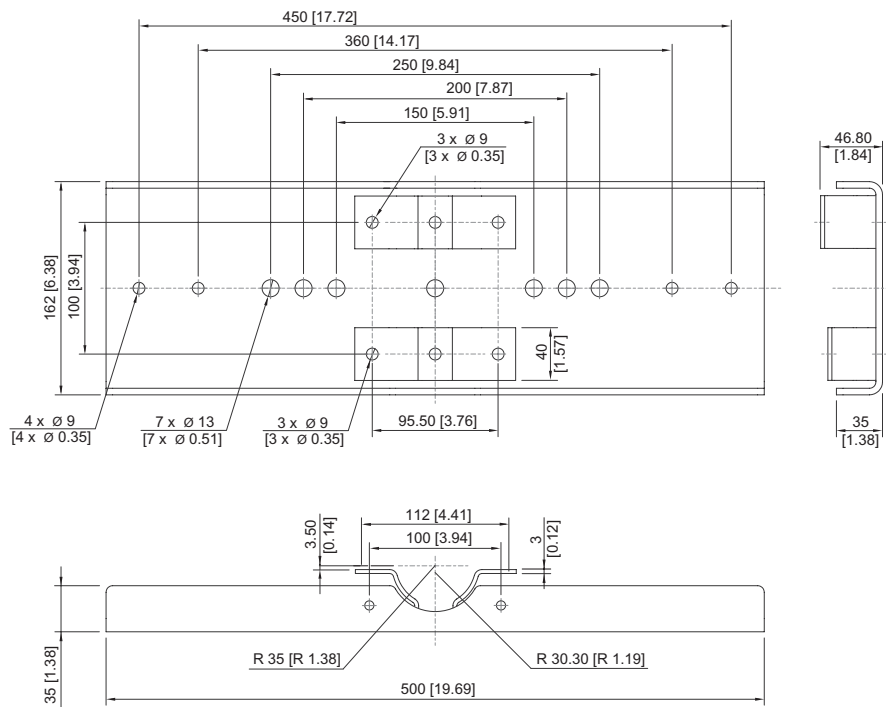 450 [17.72]
360 [14.17]
250 [9.84]
200 [7.87]
150 [5.91]
3 x Ø 9
[3 x Ø 0.35]
46.80
[1.84]
162 [6.38]
100 [3.94]
40
[1.57]
4 x Ø 9
[4 x Ø 0.35]
7 x Ø 13
[7 x Ø 0.51]
3 x Ø 9
[3 x Ø 0.35]
95.50 [3.76]
35
[1.38]
3.50
[0.14]
112 [4.41]
100 [3.94]
3
[0.12]
35 [1.38]
R 35 [R 1.38]
R 30.30 [R 1.19]
500 [19.69]